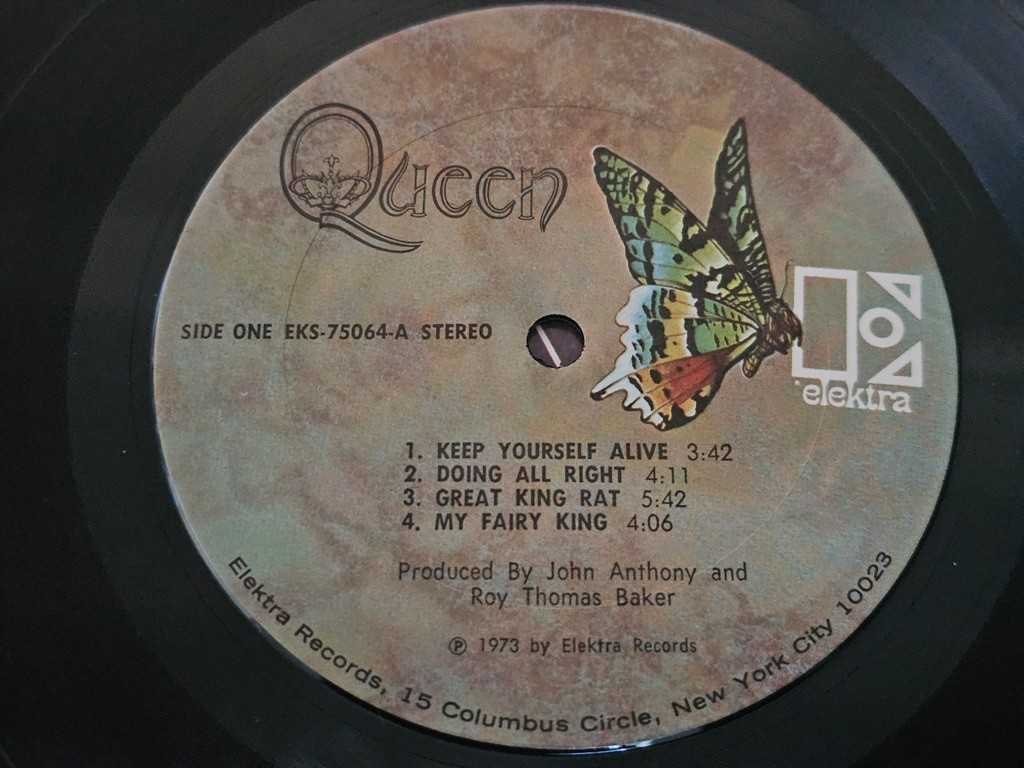 Queen
SIDE ONE EKS-75064-A STEREO
elektra
1. KEEP YOURSELF ALIVE 3:42
2. DOING ALL RIGHT 4:11
3. GREAT KING RAT 5:42
4. MY FAIRY KING 4:06
Produced By John Anthony and
Roy Thomas Baker
℗ 1973 by Elektra Records
Elektra Records, 15 Columbus Circle, New York City 10023